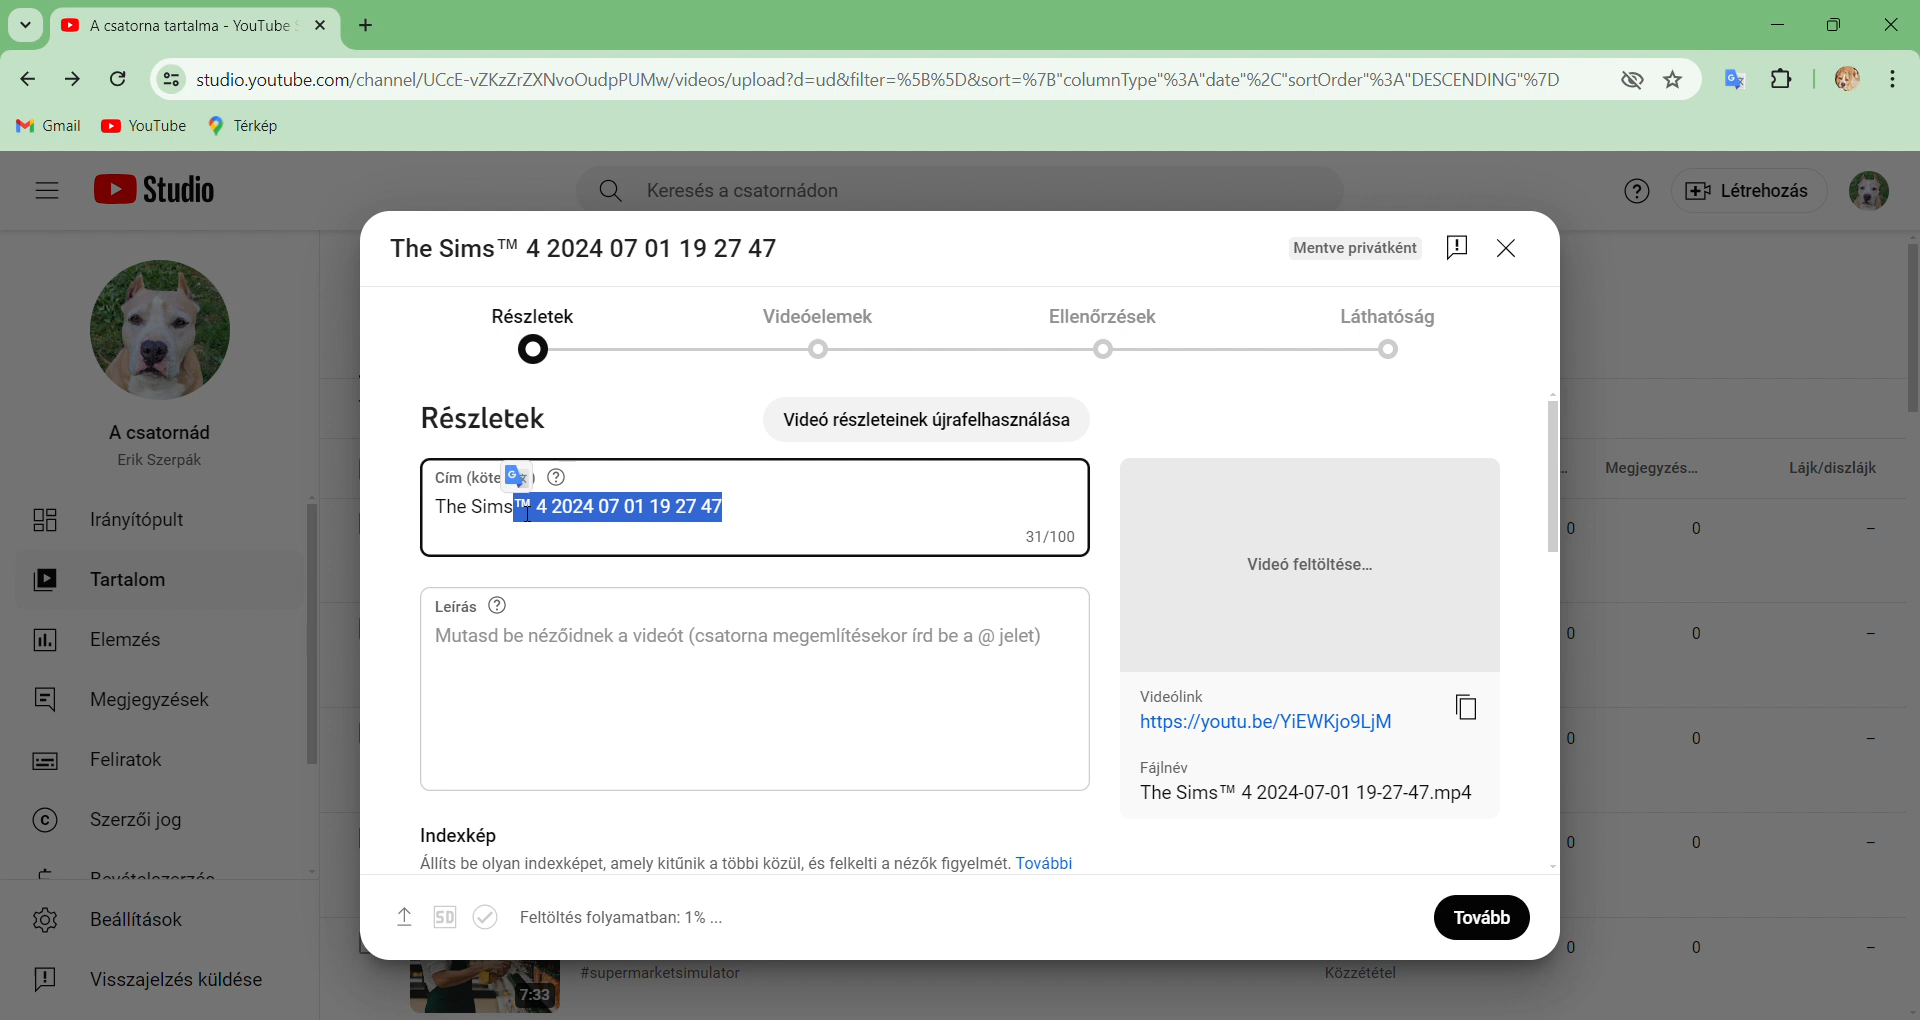 A csatorna tartalma - YouTube
studio.youtube.com/channel/UCcE-vZKzZrZXNvoOudpPUMw/videos/upload?d=ud&filter=%5B%5D&sort=%7B"columnType"%3A"date"%2C"sortOrder"%3A"DESCENDING"%7D
Gmail YouTube Térkép
Studio
Keresés a csatornádon
Létrehozás
A csatornád
Erik Szerpák
Irányítópult
Tartalom
Elemzés
Megjegyzések
Feliratok
Szerzői jog
Beállítások
Visszajelzés küldése
The Sims™ 4 2024 07 01 19 27 47
Mentve privátként
Részletek Videóelemek Ellenőrzések Láthatóság
Részletek
Videó részleteinek újrafelhasználása
Cím (köte
The Sims™ 4 2024 07 01 19 27 47
31/100
Leírás
Mutasd be nézőidnek a videót (csatorna megemlítésekor írd be a @ jelet)
Indexkép
Állíts be olyan indexképet, amely kitűnik a többi közül, és felkelti a nézők figyelmét. További
Videó feltöltése...
Videólink
https://youtu.be/YiEWKjo9LjM
Fájlnév
The Sims™ 4 2024-07-01 19-27-47.mp4
SD Feltöltés folyamatban: 1% ...
Tovább
.. Megjegyzés... Lájk/diszlájk
0 0 –
0 0 –
0 0 –
0 0 –
0 0 –
7:33
#supermarketsimulator
Közzététel